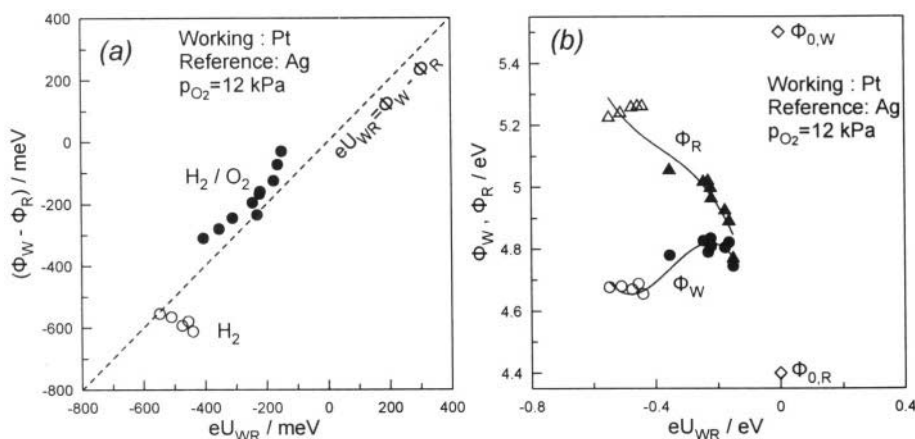 (a)
Working : Pt
Reference: Ag
p_O₂=12 kPa
eU_WR=Φ_W - Φ_R
H₂ / O₂
H₂
(Φ_W - Φ_R) / meV
400
200
0
-200
-400
-600
-800
-800 -600 -400 -200 0 200 400
eU_WR / meV
(b)
Φ_0,W
Working : Pt
Reference: Ag
p_O₂=12 kPa
Φ_R
Φ_W
Φ_0,R
Φ_W , Φ_R / eV
5.4
5.2
5
4.8
4.6
4.4
-0.8 -0.4 0 0.4
eU_WR / eV